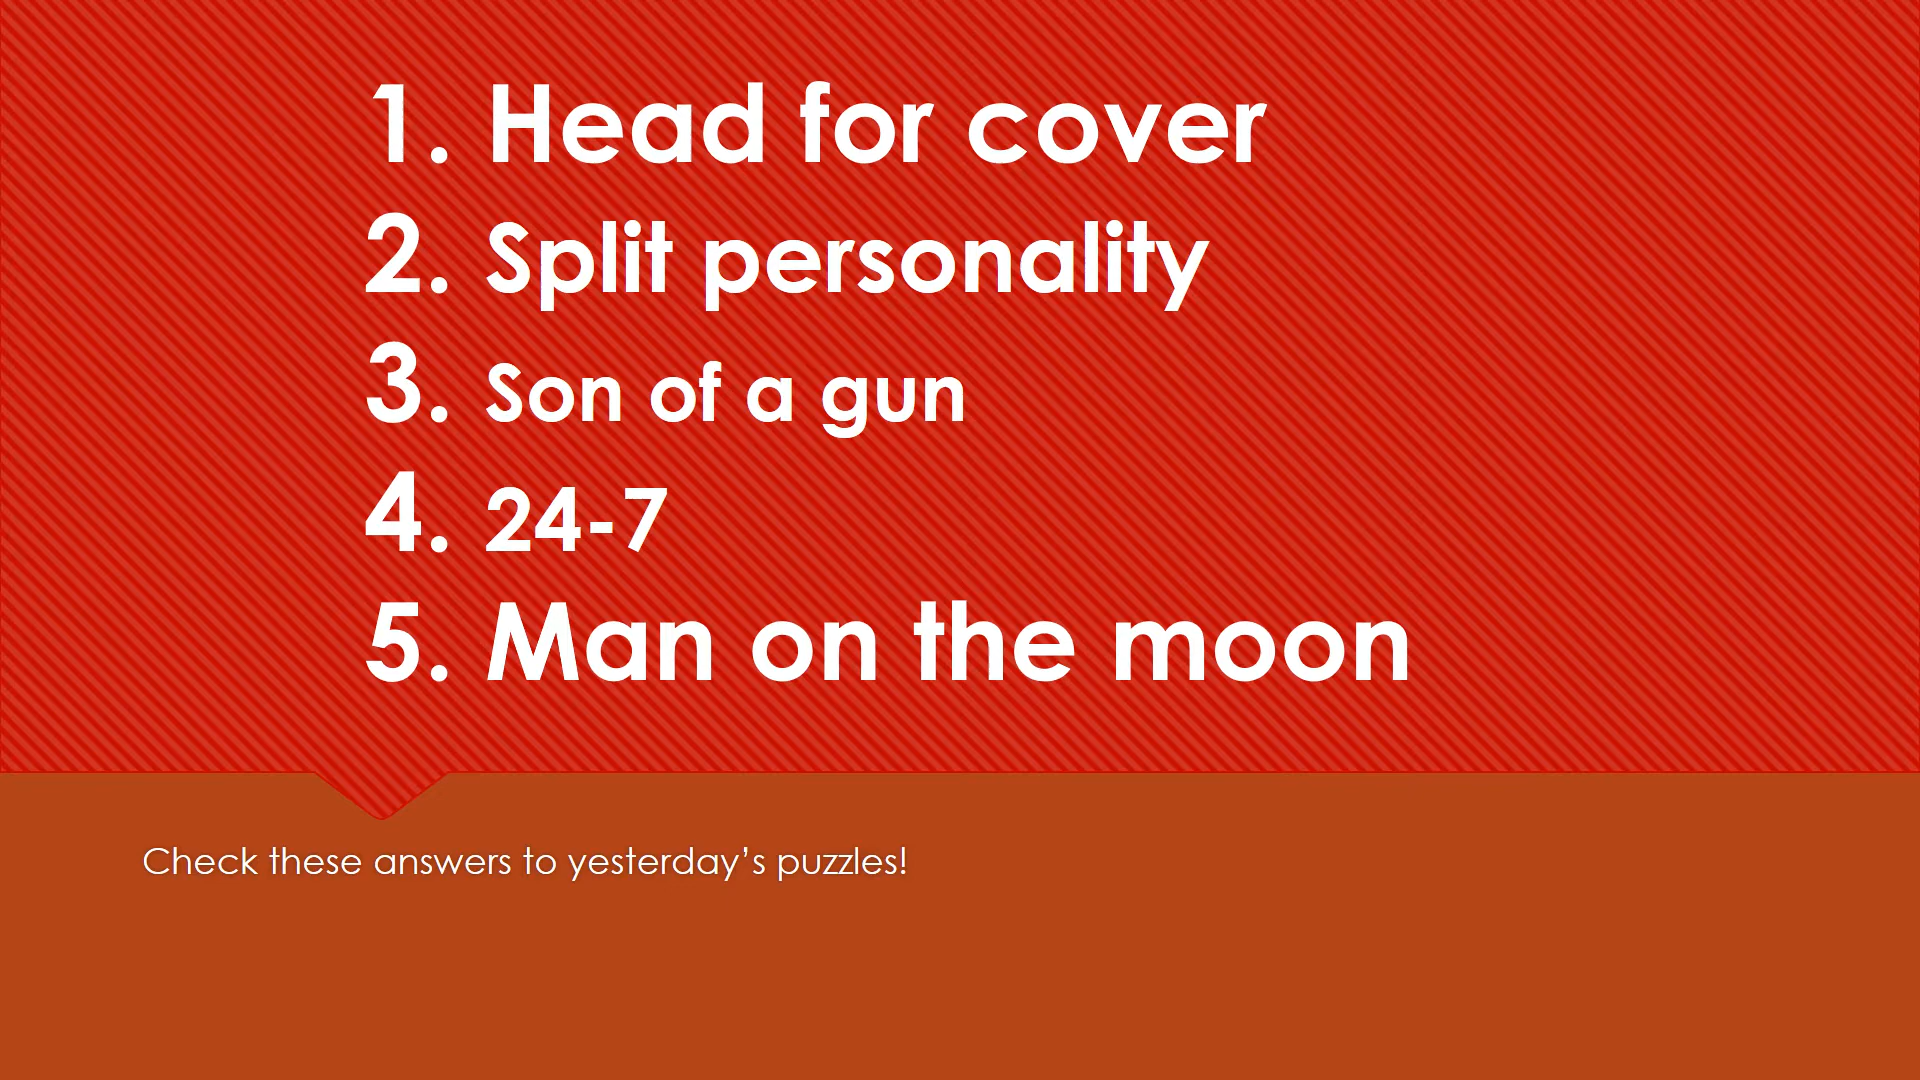 1. Head for cover
2. Split personality
3. Son of a gun
4. 24-7
5. Man on the moon
Check these answers to yesterday’s puzzles!